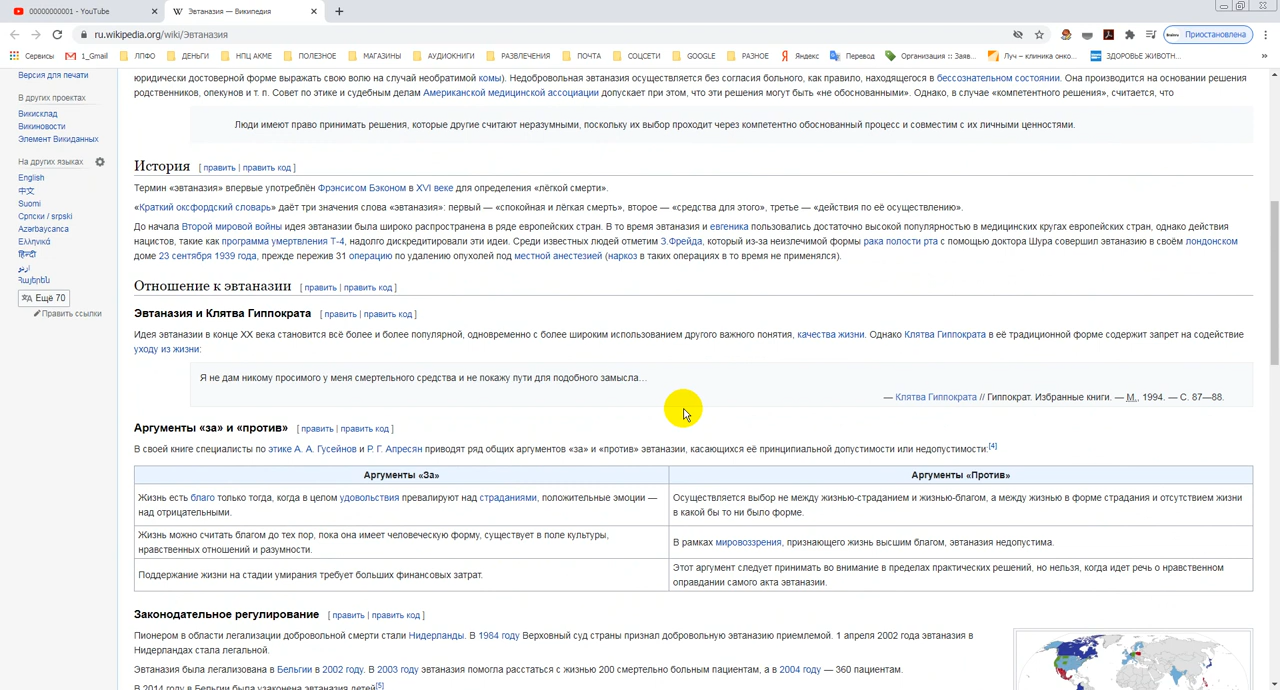 00000000001 - YouTube
Эвтаназия — Википедия
ru.wikipedia.org/wiki/Эвтаназия
Приостановлена
Сервисы
1_Gmail
ЛПФО
ДЕНЬГИ
НПЦ АКМЕ
ПОЛЕЗНОЕ
МАГАЗИНЫ
АУДИОКНИГИ
РАЗВЛЕЧЕНИЯ
ПОЧТА
СОЦСЕТИ
GOOGLE
РАЗНОЕ
Яндекс
Перевод
Организация :: Заяв...
Луч – клиника онко...
ЗДОРОВЬЕ ЖИВОТН...
Версия для печати
В других проектах
Викисклад
Викиновости
Элемент Викиданных
На других языках
English
中文
Suomi
Српски / srpski
Azərbaycanca
Ελληνικά
हिन्दी
اردو
Հայերեն
Ещё 70
Править ссылки
юридически достоверной форме выражать свою волю на случай необратимой комы). Недобровольная эвтаназия осуществляется без согласия больного, как правило, находящегося в бессознательном состоянии. Она производится на основании решения
родственников, опекунов и т. п. Совет по этике и судебным делам Американской медицинской ассоциации допускает при этом, что эти решения могут быть «не обоснованными». Однако, в случае «компетентного решения», считается, что
Люди имеют право принимать решения, которые другие считают неразумными, поскольку их выбор проходит через компетентно обоснованный процесс и совместим с их личными ценностями.
История [ править | править код ]
Термин «эвтаназия» впервые употреблён Фрэнсисом Бэконом в XVI веке для определения «лёгкой смерти».
«Краткий оксфордский словарь» даёт три значения слова «эвтаназия»: первый — «спокойная и лёгкая смерть», второе — «средства для этого», третье — «действия по её осуществлению».
До начала Второй мировой войны идея эвтаназии была широко распространена в ряде европейских стран. В то время эвтаназия и евгеника пользовались достаточно высокой популярностью в медицинских кругах европейских стран, однако действия
нацистов, такие как программа умертвления Т-4, надолго дискредитировали эти идеи. Среди известных людей отметим З.Фрейда, который из-за неизлечимой формы рака полости рта с помощью доктора Шура совершил эвтаназию в своём лондонском
доме 23 сентября 1939 года, прежде пережив 31 операцию по удалению опухолей под местной анестезией (наркоз в таких операциях в то время не применялся).
Отношение к эвтаназии [ править | править код ]
Эвтаназия и Клятва Гиппократа [ править | править код ]
Идея эвтаназии в конце XX века становится всё более и более популярной, одновременно с более широким использованием другого важного понятия, качества жизни. Однако Клятва Гиппократа в её традиционной форме содержит запрет на содействие
уходу из жизни:
Я не дам никому просимого у меня смертельного средства и не покажу пути для подобного замысла…
— Клятва Гиппократа // Гиппократ. Избранные книги. — М., 1994. — С. 87—88.
Аргументы «за» и «против» [ править | править код ]
В своей книге специалисты по этике А. А. Гусейнов и Р. Г. Апресян приводят ряд общих аргументов «за» и «против» эвтаназии, касающихся её принципиальной допустимости или недопустимости:[4]
Аргументы «За»
Аргументы «Против»
Жизнь есть благо только тогда, когда в целом удовольствия превалируют над страданиями, положительные эмоции —
над отрицательными.
Осуществляется выбор не между жизнью-страданием и жизнью-благом, а между жизнью в форме страдания и отсутствием жизни
в какой бы то ни было форме.
Жизнь можно считать благом до тех пор, пока она имеет человеческую форму, существует в поле культуры,
нравственных отношений и разумности.
В рамках мировоззрения, признающего жизнь высшим благом, эвтаназия недопустима.
Поддержание жизни на стадии умирания требует больших финансовых затрат.
Этот аргумент следует принимать во внимание в пределах практических решений, но нельзя, когда идет речь о нравственном
оправдании самого акта эвтаназии.
Законодательное регулирование [ править | править код ]
Пионером в области легализации добровольной смерти стали Нидерланды. В 1984 году Верховный суд страны признал добровольную эвтаназию приемлемой. 1 апреля 2002 года эвтаназия в
Нидерландах стала легальной.
Эвтаназия была легализована в Бельгии в 2002 году. В 2003 году эвтаназия помогла расстаться с жизнью 200 смертельно больным пациентам, а в 2004 году — 360 пациентам.
В 2014 году в Бельгии была узаконена эвтаназия детей[5]